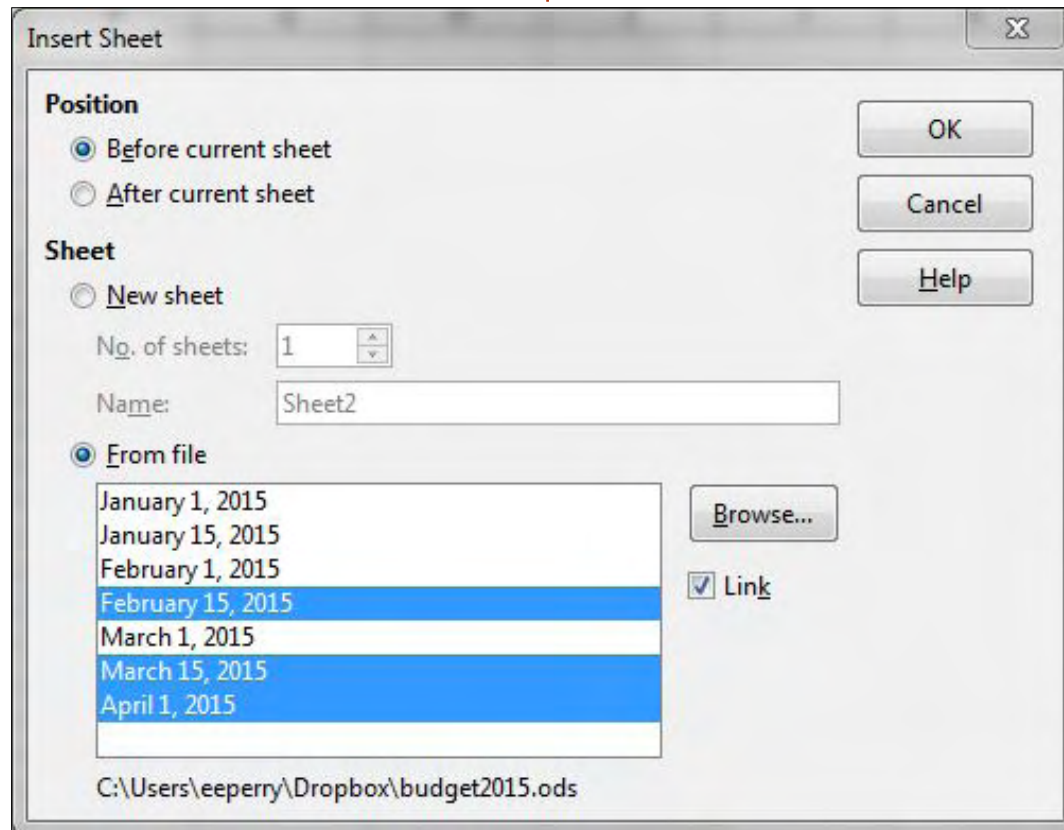 Insert Sheet
Position
Before current sheet
After current sheet
OK
Cancel
Help
Sheet
New sheet
No. of sheets: 1
Name: Sheet2
From file
January 1, 2015
January 15, 2015
February 1, 2015
February 15, 2015
March 1, 2015
March 15, 2015
April 1, 2015
Browse...
Link
C:\Users\eeperry\Dropbox\budget2015.ods